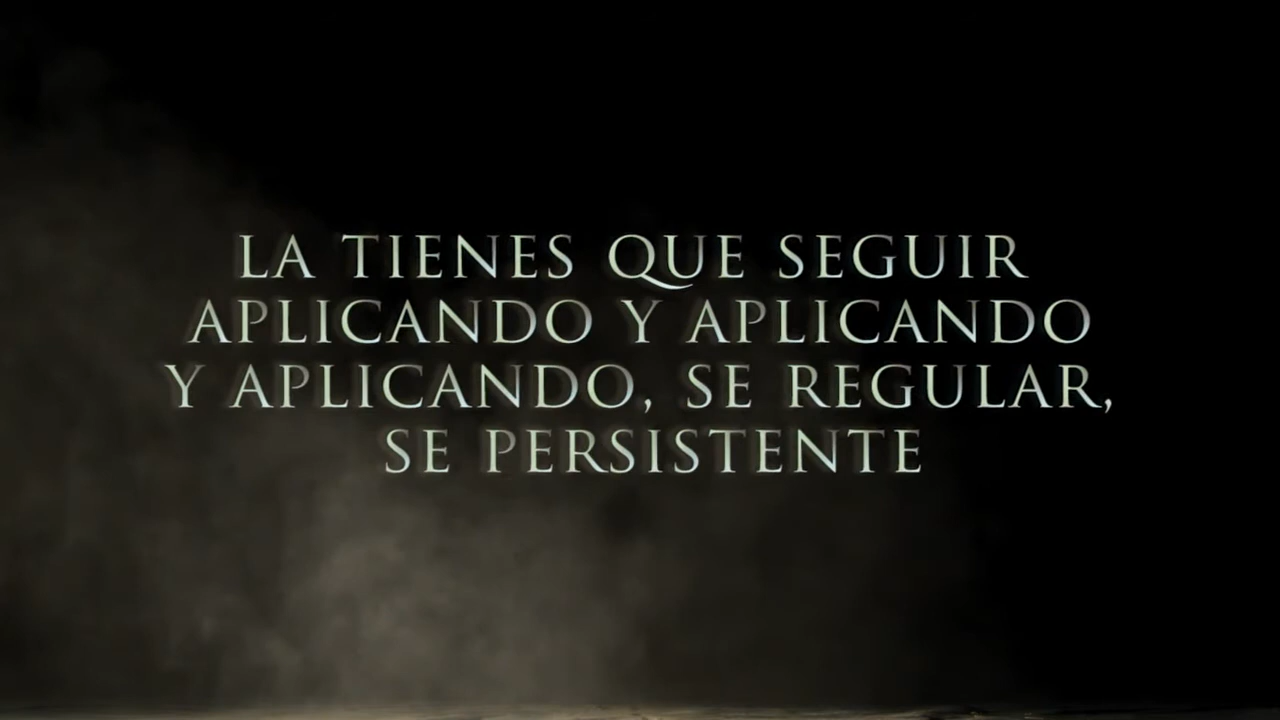 LA TIENES QUE SEGUIR
APLICANDO Y APLICANDO
Y APLICANDO, SE REGULAR,
SE PERSISTENTE